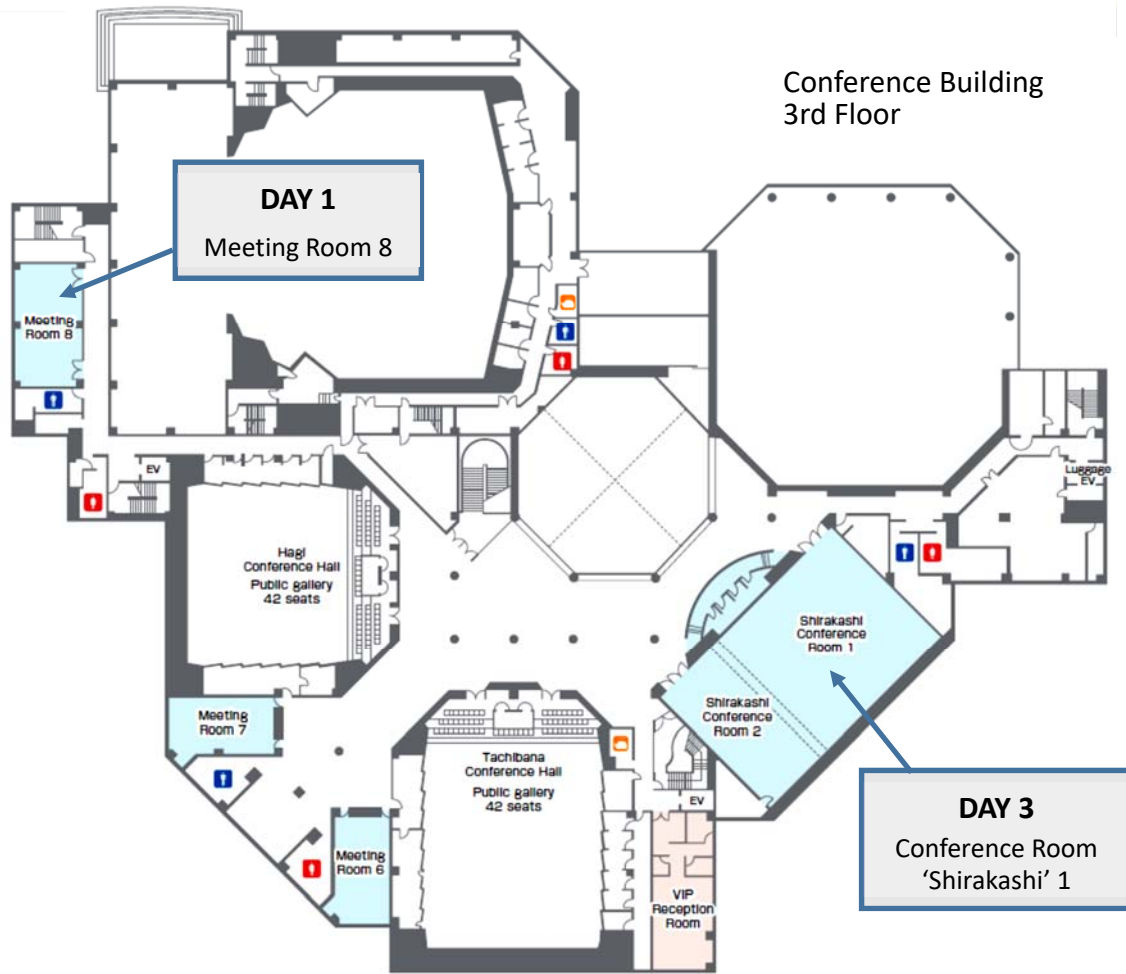 Conference Building
3rd Floor
DAY 1
Meeting Room 8
Meeting
Room 8
EV
Luggage
EV
Hagi
Conference Hall
Public gallery
42 seats
Shirakashi
Conference
Room 1
Shirakashi
Conference
Room 2
Meeting
Room 7
Tachibana
Conference Hall
Public gallery
42 seats
EV
DAY 3
Conference Room
‘Shirakashi’ 1
Meeting
Room 6
VIP
Reception
Room